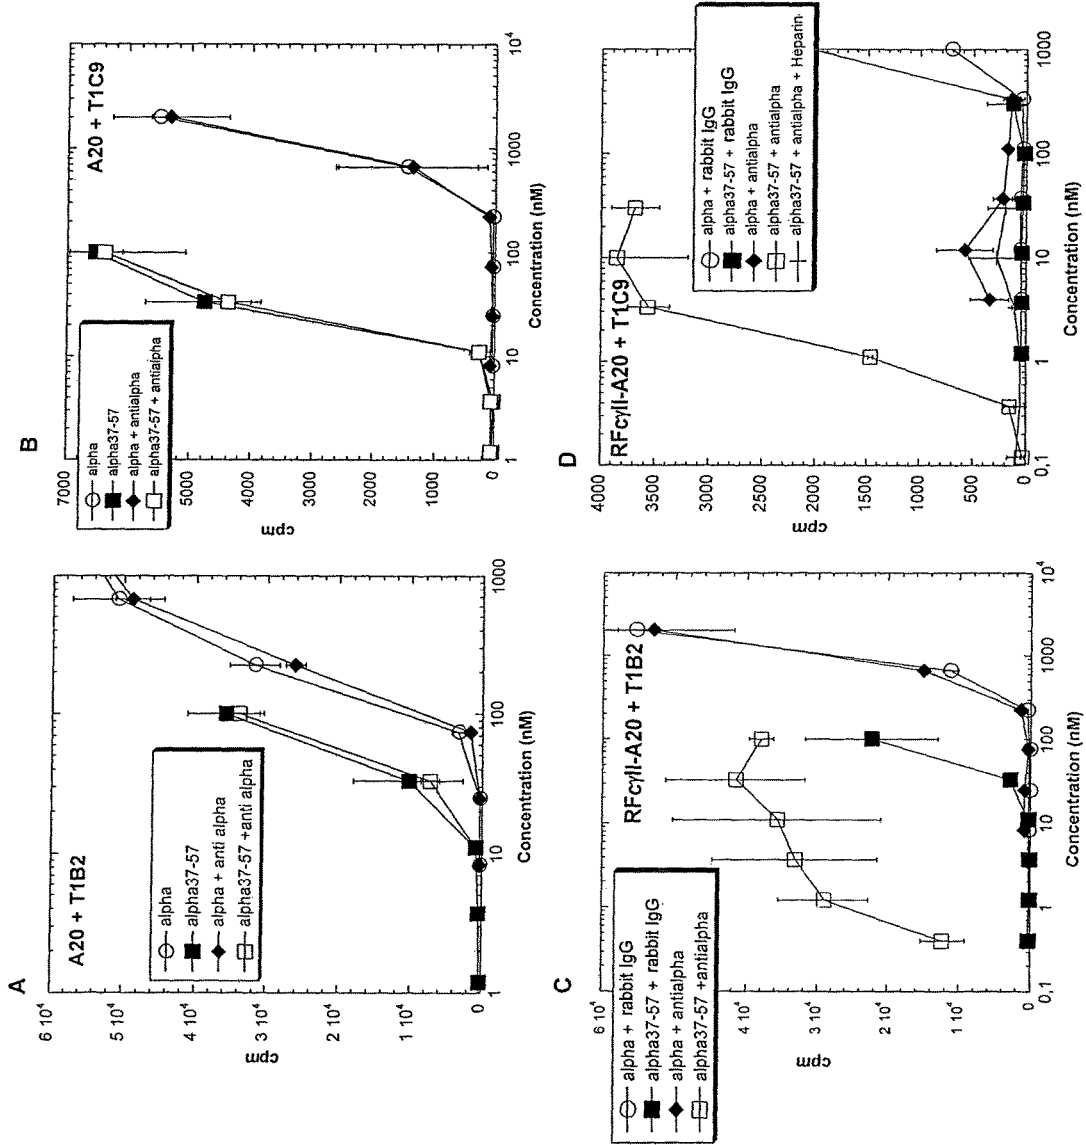 A
A20 + T1B2
alpha
alpha37-57
alpha + anti alpha
alpha37-57 +anti alpha
6 10⁴
5 10⁴
4 10⁴
3 10⁴
2 10⁴
1 10⁴
0
cpm
1
10
100
1000
Concentration (nM)
B
A20 + T1C9
alpha
alpha37-57
alpha + antialpha
alpha37-57 + antialpha
7000
5000
4000
3000
2000
1000
0
cpm
1
10
100
1000
10⁴
Concentration (nM)
C
RFcγII-A20 + T1B2
alpha + rabbit IgG
alpha37-57 + rabbit IgG
alpha + antialpha
alpha37-57 +antialpha
6 10⁴
4 10⁴
3 10⁴
2 10⁴
1 10⁴
0
cpm
0,1
1
10
100
1000
10⁴
Concentration (nM)
D
RFcγII-A20 + T1C9
alpha + rabbit IgG
alpha37-57 + rabbit IgG
alpha + antialpha
alpha37-57 + antialpha
alpha37-57 + antialpha + Heparin
4000
3500
3000
2500
2000
1500
1000
500
0
cpm
0,1
1
10
100
1000
Concentration (nM)